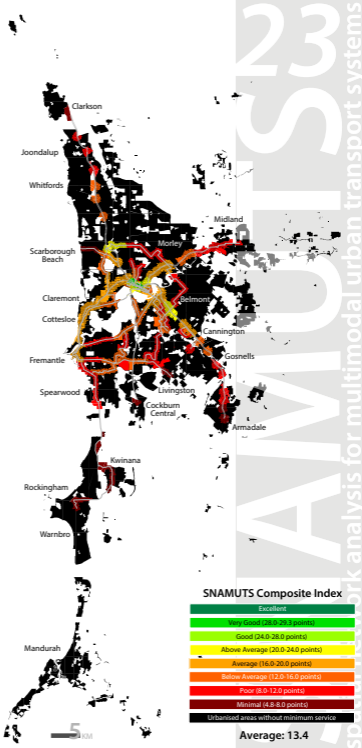 23
SNAMUTS
spatial network analysis for multimodal urban transport systems
Clarkson
Joondalup
Whitfords
Midland
Morley
Scarborough
Beach
Claremont
Belmont
Cottesloe
Cannington
Fremantle
Gosnells
Spearwood
Livingston
Cockburn
Central
Armadale
Kwinana
Rockingham
Warnbro
Mandurah
SNAMUTS Composite Index
Excellent
Very Good (28.0-29.3 points)
Good (24.0-28.0 points)
Above Average (20.0-24.0 points)
Average (16.0-20.0 points)
Below Average (12.0-16.0 points)
Poor (8.0-12.0 points)
Minimal (4.8-8.0 points)
Urbanised areas without minimum service
5
KM
Average: 13.4